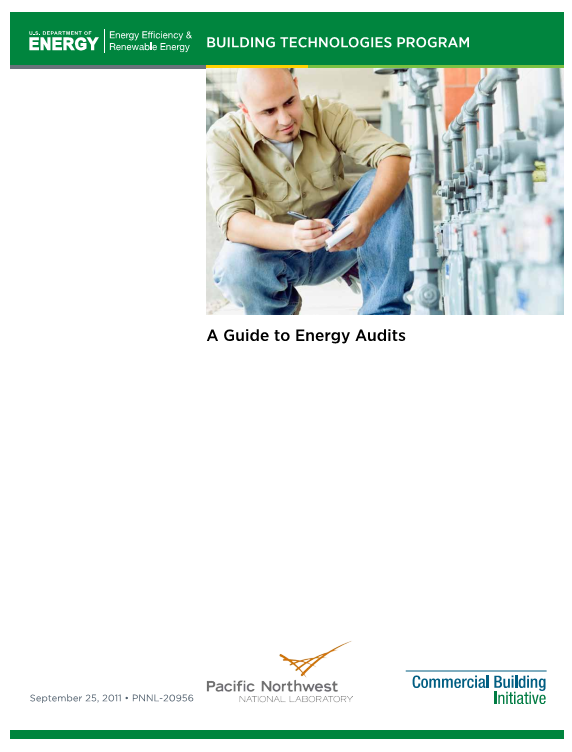 U.S. DEPARTMENT OF
ENERGY
Energy Efficiency &
Renewable Energy
BUILDING TECHNOLOGIES PROGRAM
A Guide to Energy Audits
September 25, 2011 • PNNL-20956
Pacific Northwest
NATIONAL LABORATORY
Commercial Building
Initiative